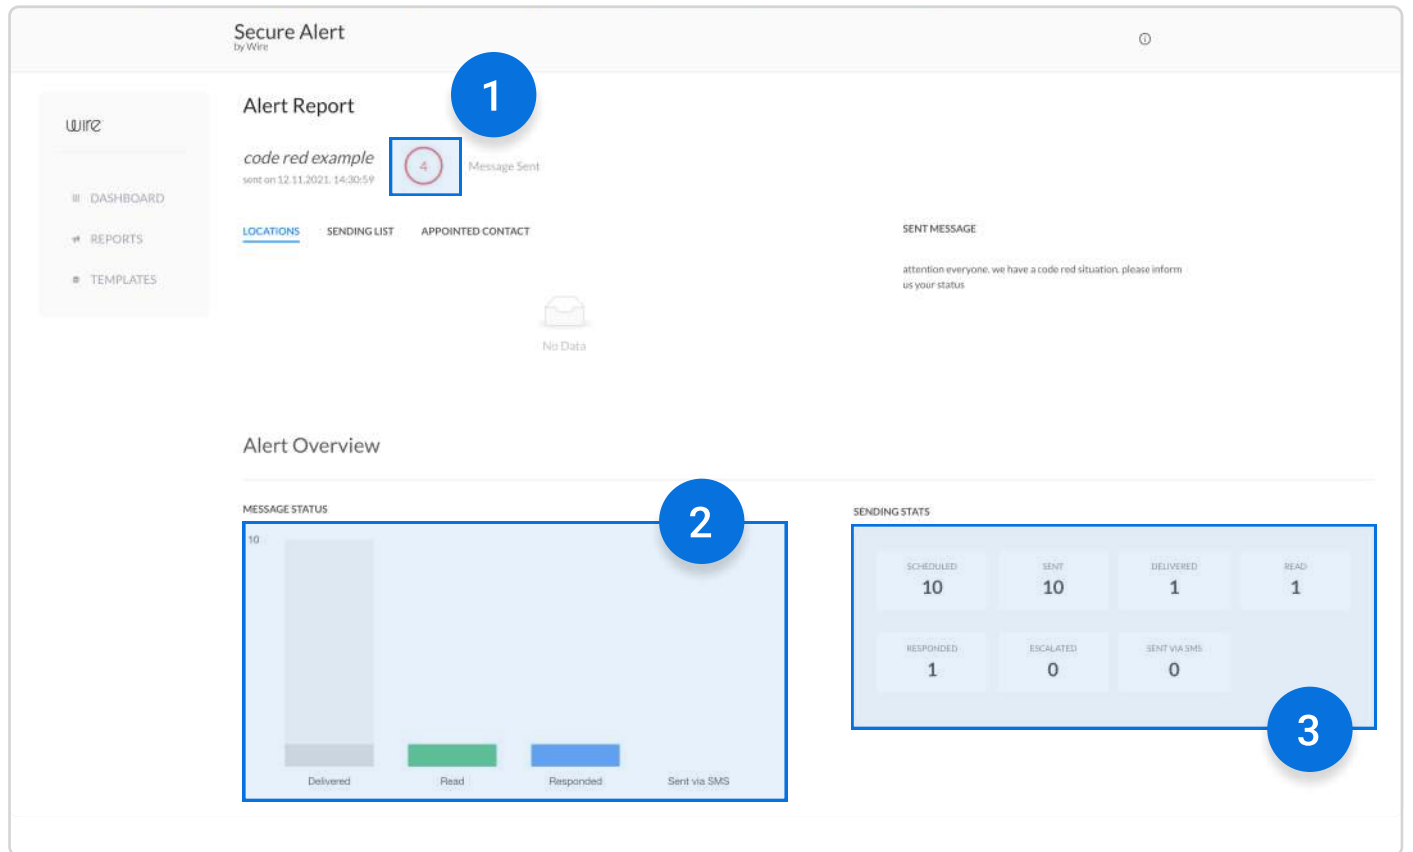 Secure Alert
by Wire
wire
DASHBOARD
REPORTS
TEMPLATES
Alert Report
1
code red example
sent on 12.11.2021, 14:30:59
4
Message Sent
LOCATIONS SENDING LIST APPOINTED CONTACT
No Data
SENT MESSAGE
attention everyone. we have a code red situation. please inform
us your status
Alert Overview
MESSAGE STATUS
2
10
Delivered Read Responded Sent via SMS
SENDING STATS
SCHEDULED SENT DELIVERED READ
10 10 1 1
RESPONDED ESCALATED SENT VIA SMS
1 0 0
3